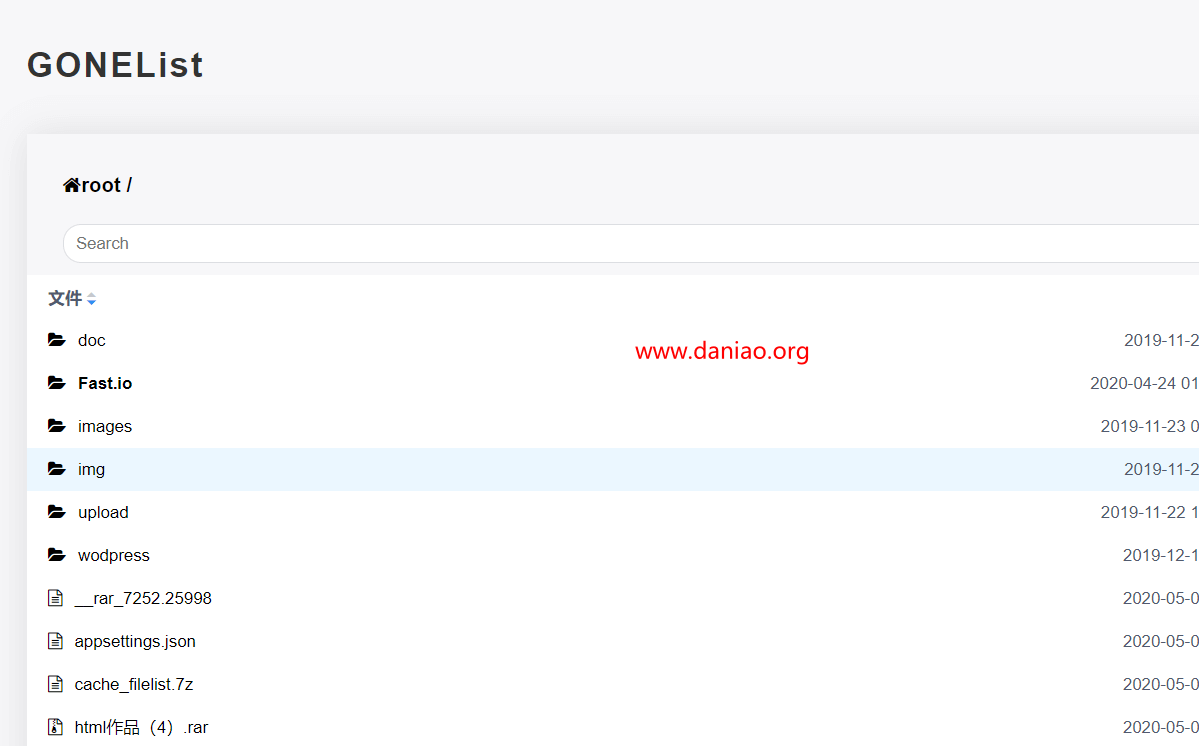 GONEList
root /
Search
文件
doc 2019-11-2
www.daniao.org
Fast.io 2020-04-24 01
images 2019-11-23 0
img 2019-11-2
upload 2019-11-22 1
wodpress 2019-12-1
__rar_7252.25998 2020-05-0
appsettings.json 2020-05-0
cache_filelist.7z 2020-05-0
html作品（4）.rar 2020-05-0